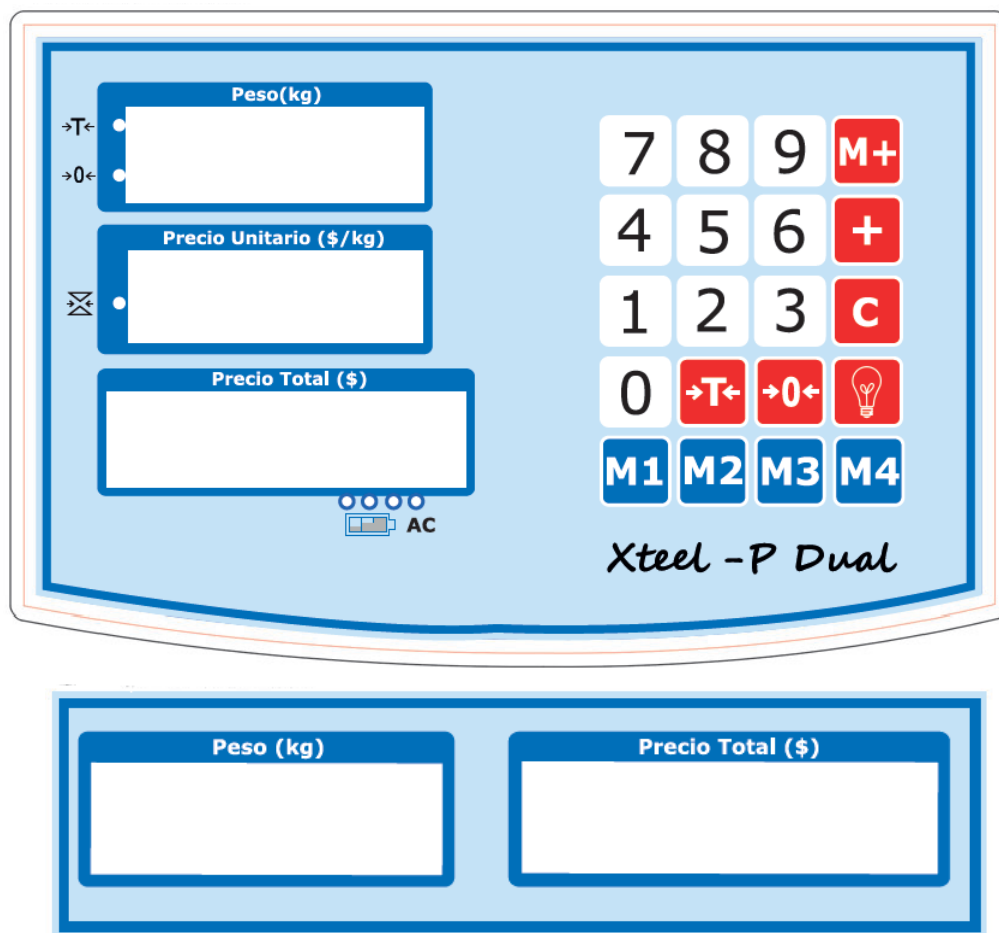 Peso(kg)
→T←
→0←
Precio Unitario ($/kg)
Precio Total ($)
AC
7 8 9 M+
4 5 6 +
1 2 3 C
0 →T← →0←
M1 M2 M3 M4
Xteel -P Dual
Peso (kg)
Precio Total ($)